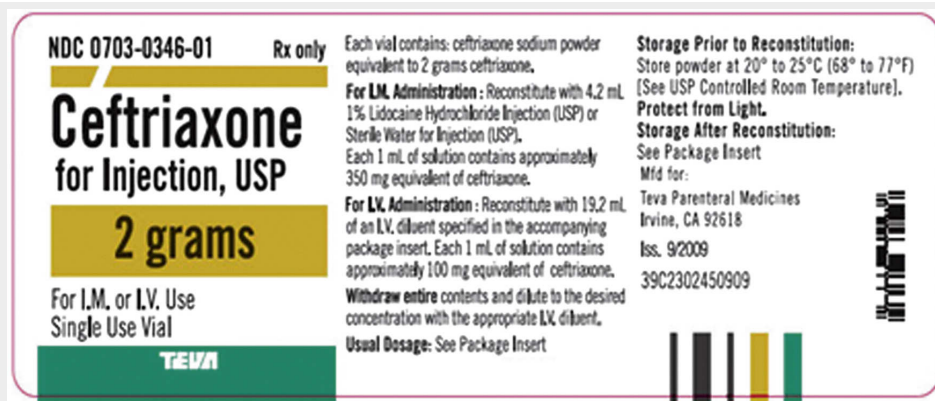 NDC 0703-0346-01 Rx only
Ceftriaxone
for Injection, USP
2 grams
For I.M. or I.V. Use
Single Use Vial
TEVA
Each vial contains: ceftriaxone sodium powder
equivalent to 2 grams ceftriaxone.
For I.M. Administration : Reconstitute with 4.2 mL
1% Lidocaine Hydrochloride Injection (USP) or
Sterile Water for Injection (USP).
Each 1 mL of solution contains approximately
350 mg equivalent of ceftriaxone.
For I.V. Administration : Reconstitute with 19.2 mL
of an I.V. diluent specified in the accompanying
package insert. Each 1 mL of solution contains
approximately 100 mg equivalent of ceftriaxone.
Withdraw entire contents and dilute to the desired
concentration with the appropriate I.V. diluent.
Usual Dosage: See Package Insert
Storage Prior to Reconstitution:
Store powder at 20° to 25°C (68° to 77°F)
[See USP Controlled Room Temperature].
Protect from Light.
Storage After Reconstitution:
See Package Insert
Mfd for:
Teva Parenteral Medicines
Irvine, CA 92618
Iss. 9/2009
39C2302450909